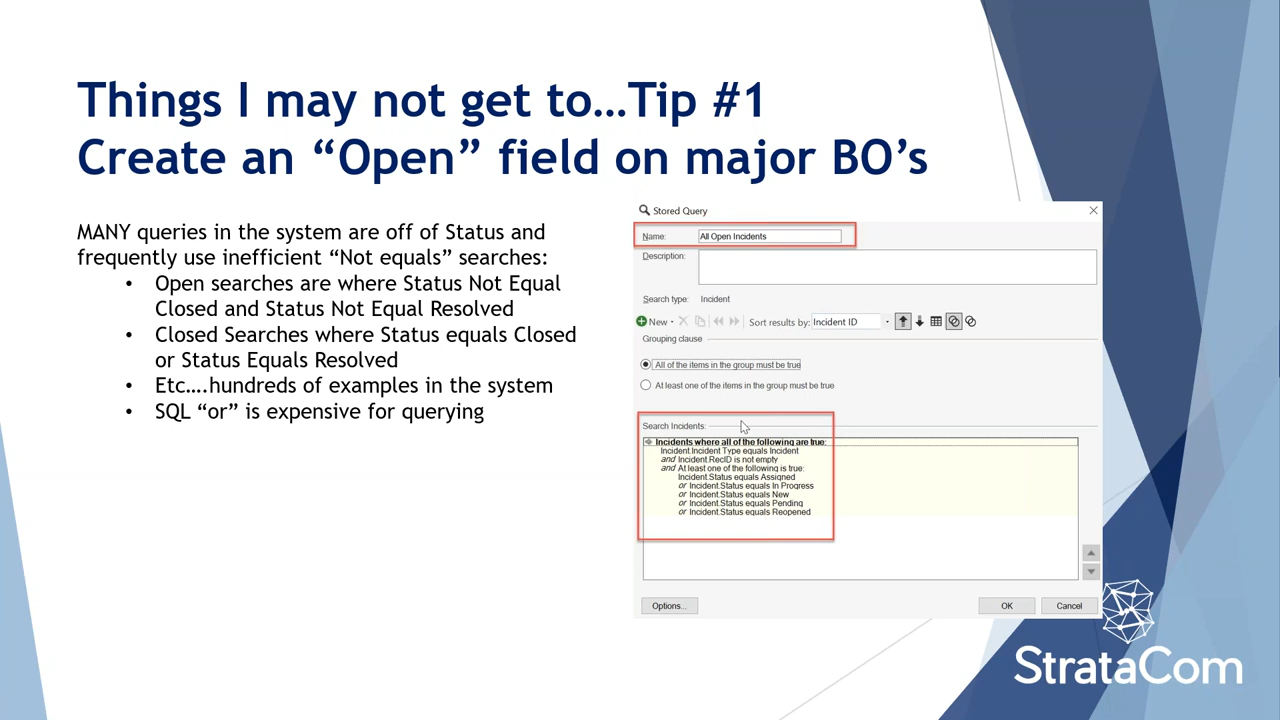 Things I may not get to…Tip #1
Create an “Open” field on major BO’s
MANY queries in the system are off of Status and
frequently use inefficient “Not equals” searches:
• Open searches are where Status Not Equal
Closed and Status Not Equal Resolved
• Closed Searches where Status equals Closed
or Status Equals Resolved
• Etc….hundreds of examples in the system
• SQL “or” is expensive for querying
Stored Query
Name: All Open Incidents
Description:
Search type: Incident
New Sort results by: Incident ID
Grouping clause
All of the items in the group must be true
At least one of the items in the group must be true
Search Incidents:
Incidents where all of the following are true:
Incident.Incident Type equals Incident
and Incident.RecID is not empty
and At least one of the following is true:
Incident.Status equals Assigned
or Incident.Status equals In Progress
or Incident.Status equals New
or Incident.Status equals Pending
or Incident.Status equals Reopened
Options... OK Cancel
StrataCom